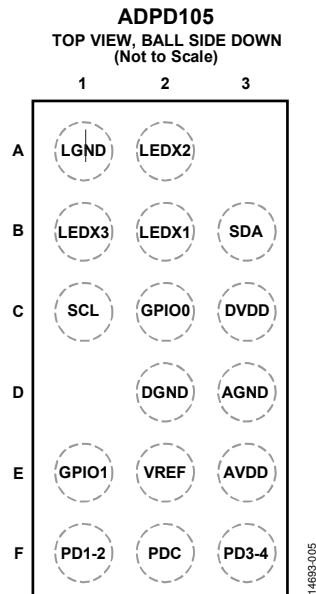 ADPD105
TOP VIEW, BALL SIDE DOWN
(Not to Scale)
1 2 3
A LGND LEDX2
B LEDX3 LEDX1 SDA
C SCL GPIO0 DVDD
D DGND AGND
E GPIO1 VREF AVDD
F PD1-2 PDC PD3-4
14693-005